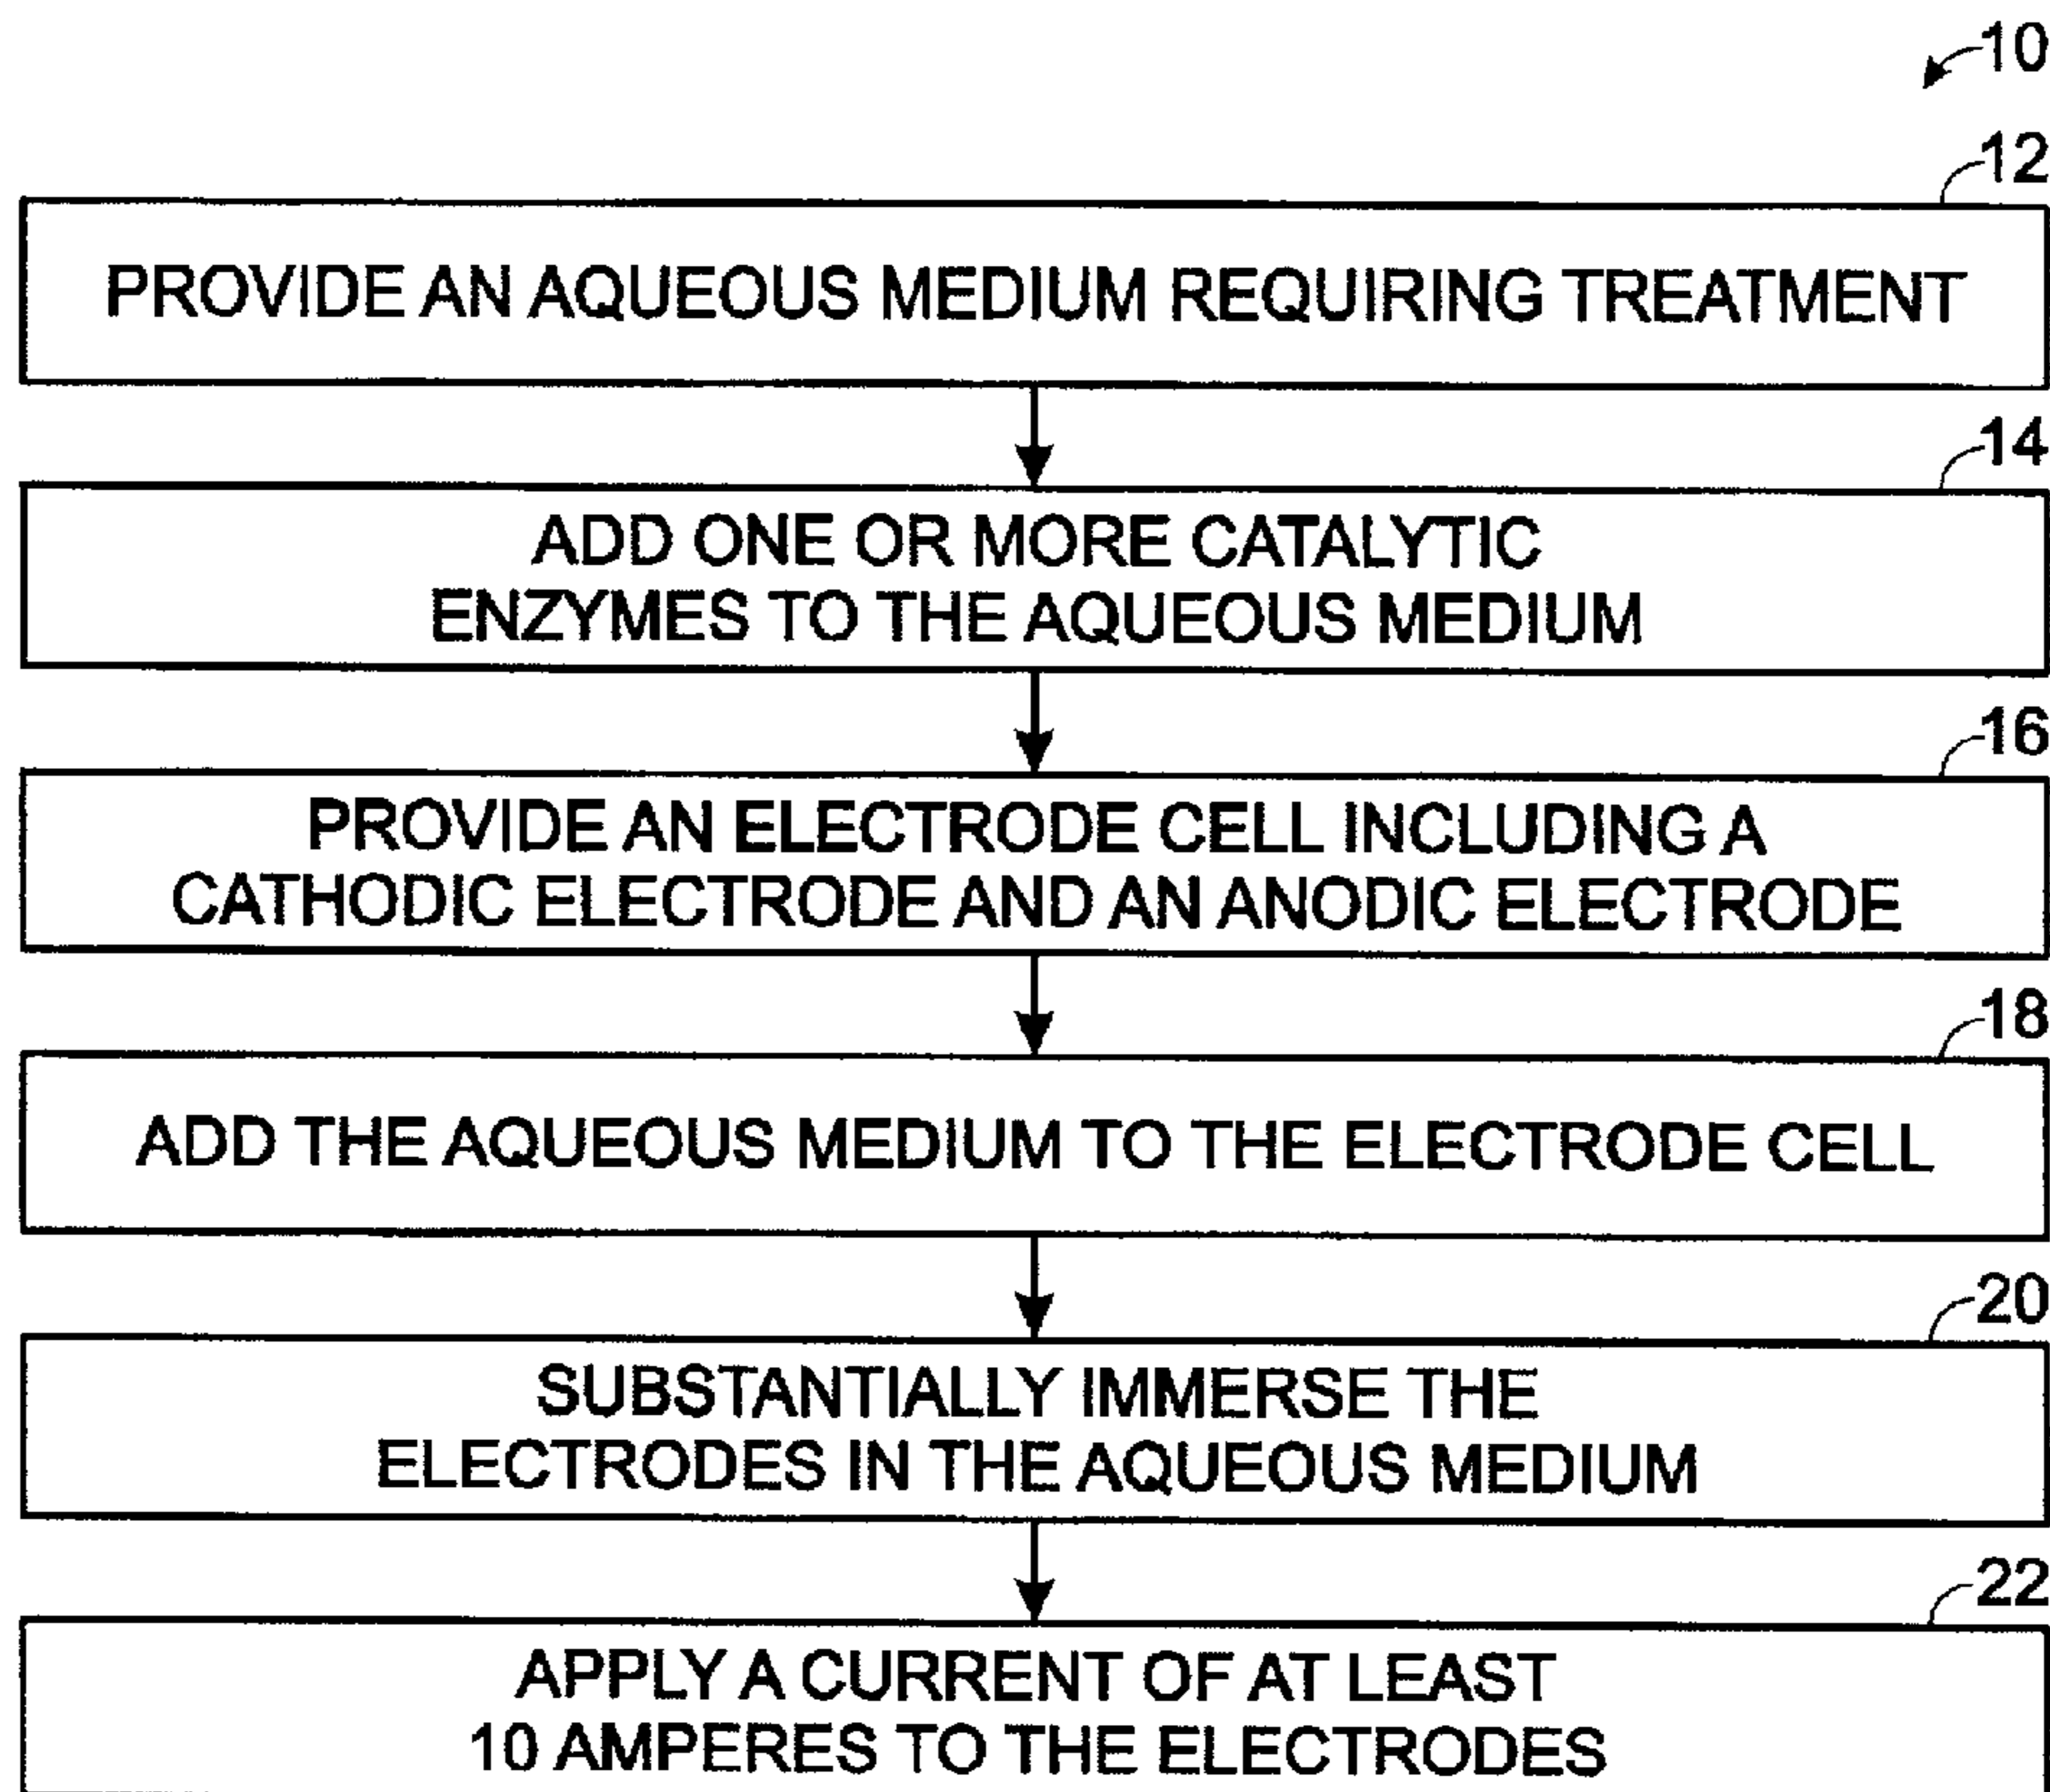 10
12
PROVIDE AN AQUEOUS MEDIUM REQUIRING TREATMENT
14
ADD ONE OR MORE CATALYTIC
ENZYMES TO THE AQUEOUS MEDIUM
16
PROVIDE AN ELECTRODE CELL INCLUDING A
CATHODIC ELECTRODE AND AN ANODIC ELECTRODE
18
ADD THE AQUEOUS MEDIUM TO THE ELECTRODE CELL
20
SUBSTANTIALLY IMMERSE THE
ELECTRODES IN THE AQUEOUS MEDIUM
22
APPLY A CURRENT OF AT LEAST
10 AMPERES TO THE ELECTRODES